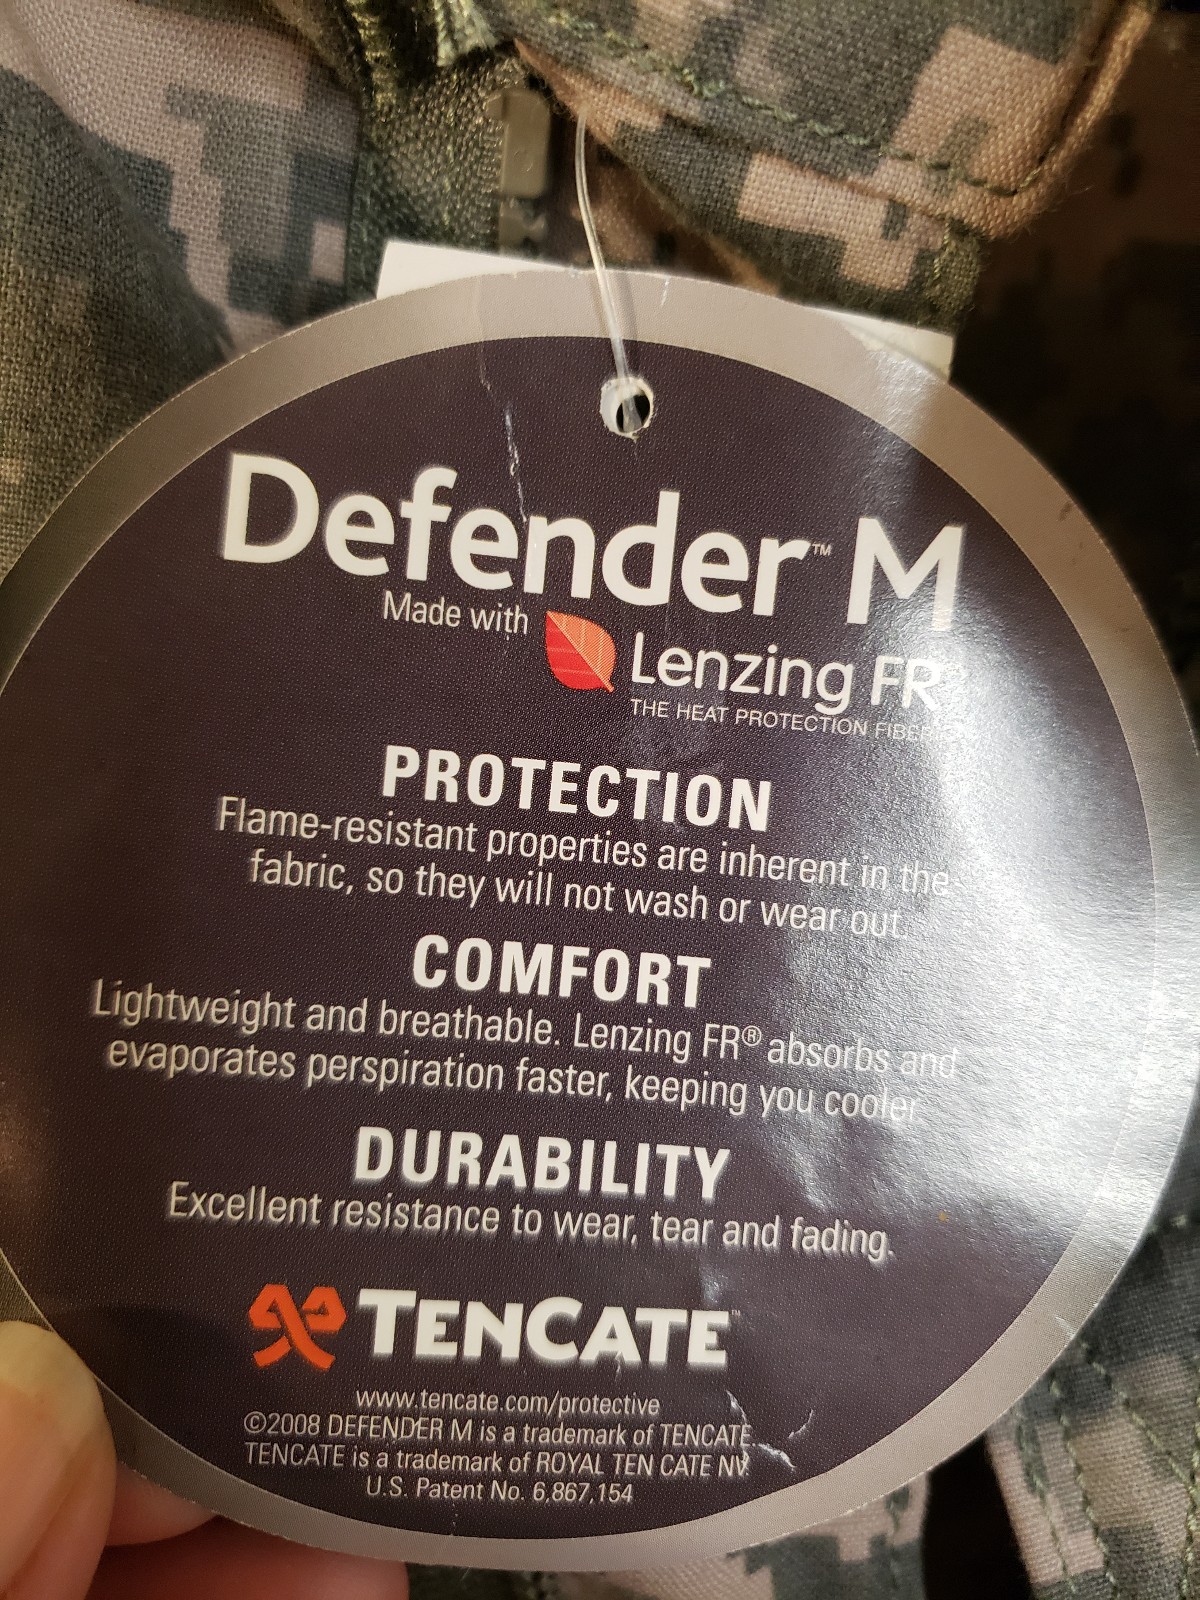 Defender™ M
Made with Lenzing FR
THE HEAT PROTECTION FIBER
PROTECTION
Flame-resistant properties are inherent in the
fabric, so they will not wash or wear out.
COMFORT
Lightweight and breathable. Lenzing FR® absorbs and
evaporates perspiration faster, keeping you cooler
DURABILITY
Excellent resistance to wear, tear and fading.
TENCATE™
www.tencate.com/protective
©2008 DEFENDER M is a trademark of TENCATE.
TENCATE is a trademark of ROYAL TEN CATE NV.
U.S. Patent No. 6,867,154